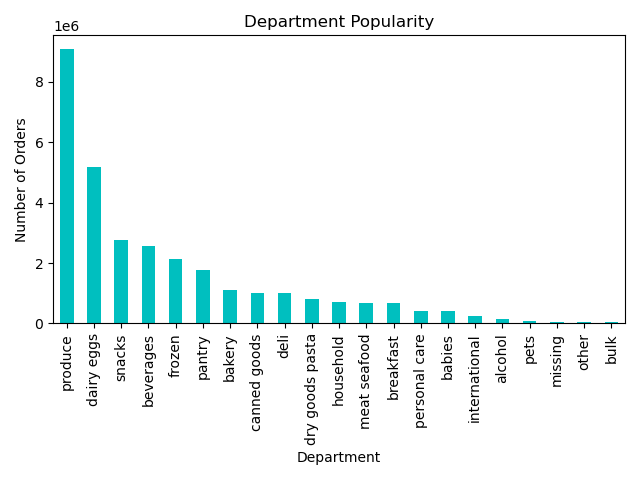 Department Popularity
1e6
8
6
4
2
0
Number of Orders
produce
dairy eggs
snacks
beverages
frozen
pantry
bakery
canned goods
deli
dry goods pasta
household
meat seafood
breakfast
personal care
babies
international
alcohol
pets
missing
other
bulk
Department